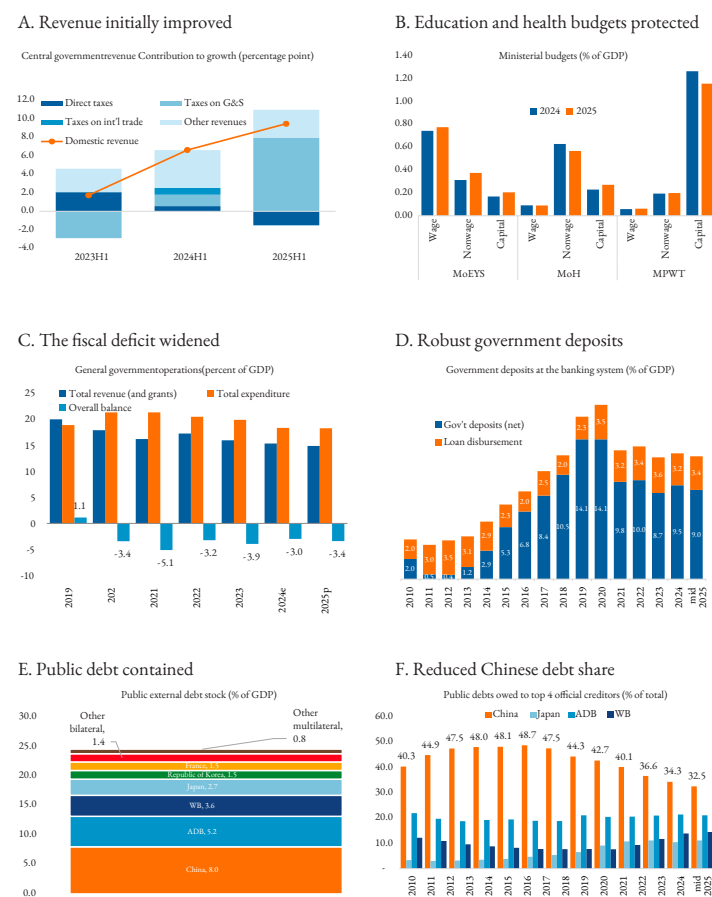 A. Revenue initially improved
Central governmentrevenue Contribution to growth (percentage point)
12.0
10.0
8.0
6.0
4.0
2.0
0.0
-2.0
-4.0
Direct taxes
Taxes on G&S
Taxes on int'l trade
Other revenues
Domestic revenue
2023H1
2024H1
2025H1
B. Education and health budgets protected
Ministerial budgets (% of GDP)
1.40
1.20
1.00
0.80
0.60
0.40
0.20
0.00
2024
2025
Wage
Nonwage
Capital
Wage
Nonwage
Capital
Wage
Nonwage
Capital
MoEYS
MoH
MPWT
C. The fiscal deficit widened
General governmentoperations(percent of GDP)
25
20
15
10
5
0
-5
-10
Total revenue (and grants)
Total expenditure
Overall balance
1.1
-3.4
-5.1
-3.2
-3.9
-3.0
-3.4
2019
202
2021
2022
2023
2024e
2025p
D. Robust government deposits
Government deposits at the banking system (% of GDP)
Gov't deposits (net)
Loan disbursement
2.0
3.0
3.5
3.1
2.9
2.3
2.0
2.5
2.0
2.3
3.5
3.2
3.4
3.6
3.2
3.4
2.0
1.2
2.9
5.3
6.8
8.4
10.5
14.1
14.1
9.8
10.0
8.7
9.5
9.0
2010
2011
2012
2013
2014
2015
2016
2017
2018
2019
2020
2021
2022
2023
2024
mid
2025
E. Public debt contained
Public external debt stock (% of GDP)
30.0
25.0
20.0
15.0
10.0
5.0
0.0
Other
bilateral,
1.4
Other
multilateral,
0.8
France, 1.5
Republic of Korea, 1.5
Japan, 2.7
WB, 3.6
ADB, 5.2
China, 8.0
F. Reduced Chinese debt share
Public debts owed to top 4 official creditors (% of total)
60.0
50.0
40.0
30.0
20.0
10.0
-
China
Japan
ADB
WB
40.3
44.9
47.5
48.0
48.1
48.7
47.5
44.3
42.7
40.1
36.6
34.3
32.5
2010
2011
2012
2013
2014
2015
2016
2017
2018
2019
2020
2021
2022
2023
2024
mid
2025